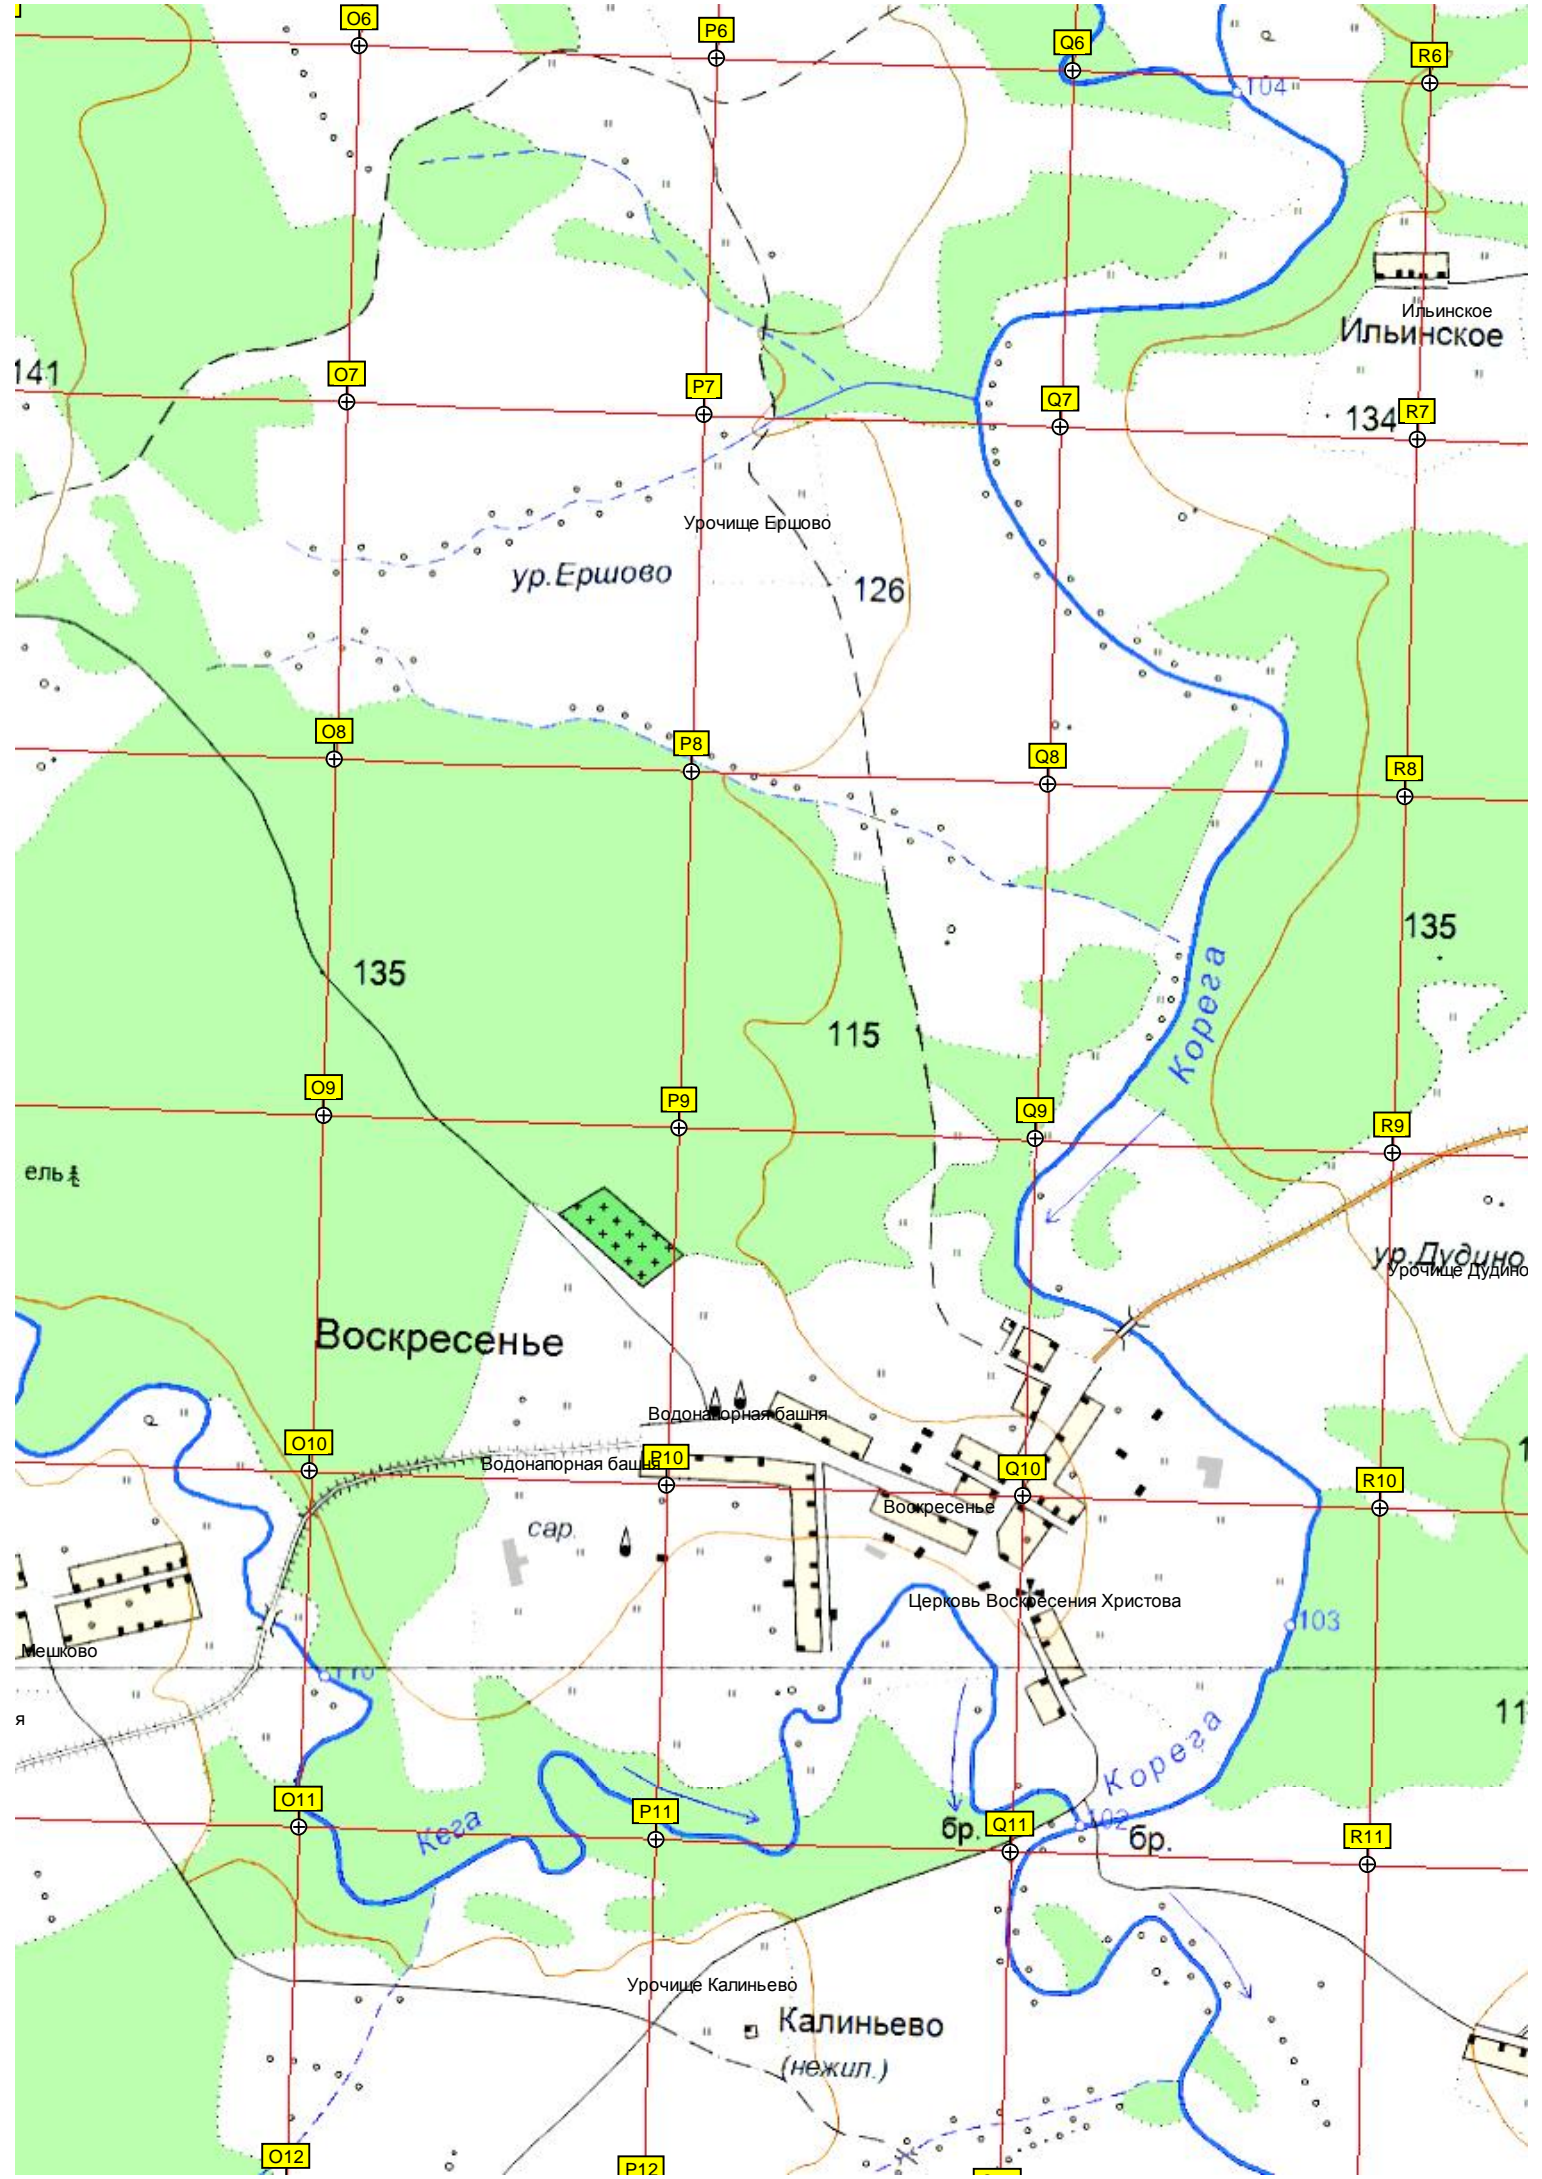 O6
P6
Q6
R6
104
Ильинское
Ильинское
141
O7
P7
Q7
134
R7
Урочище Ершово
ур.Ершово
126
O8
P8
Q8
R8
135
135
Корега
115
O9
P9
Q9
R9
ель
ур.Дудино
Урочище Дудино
Воскресенье
Водонапорная башня
O10
Водонапорная башня
P10
Q10
R10
Воскресенье
сар.
Церковь Воскресения Христова
103
Мешково
110
я
11
Корега
O11
P11
Кега
бр.
Q11
102
бр.
R11
Урочище Калиньево
Калиньево
(нежил.)
O12
P12